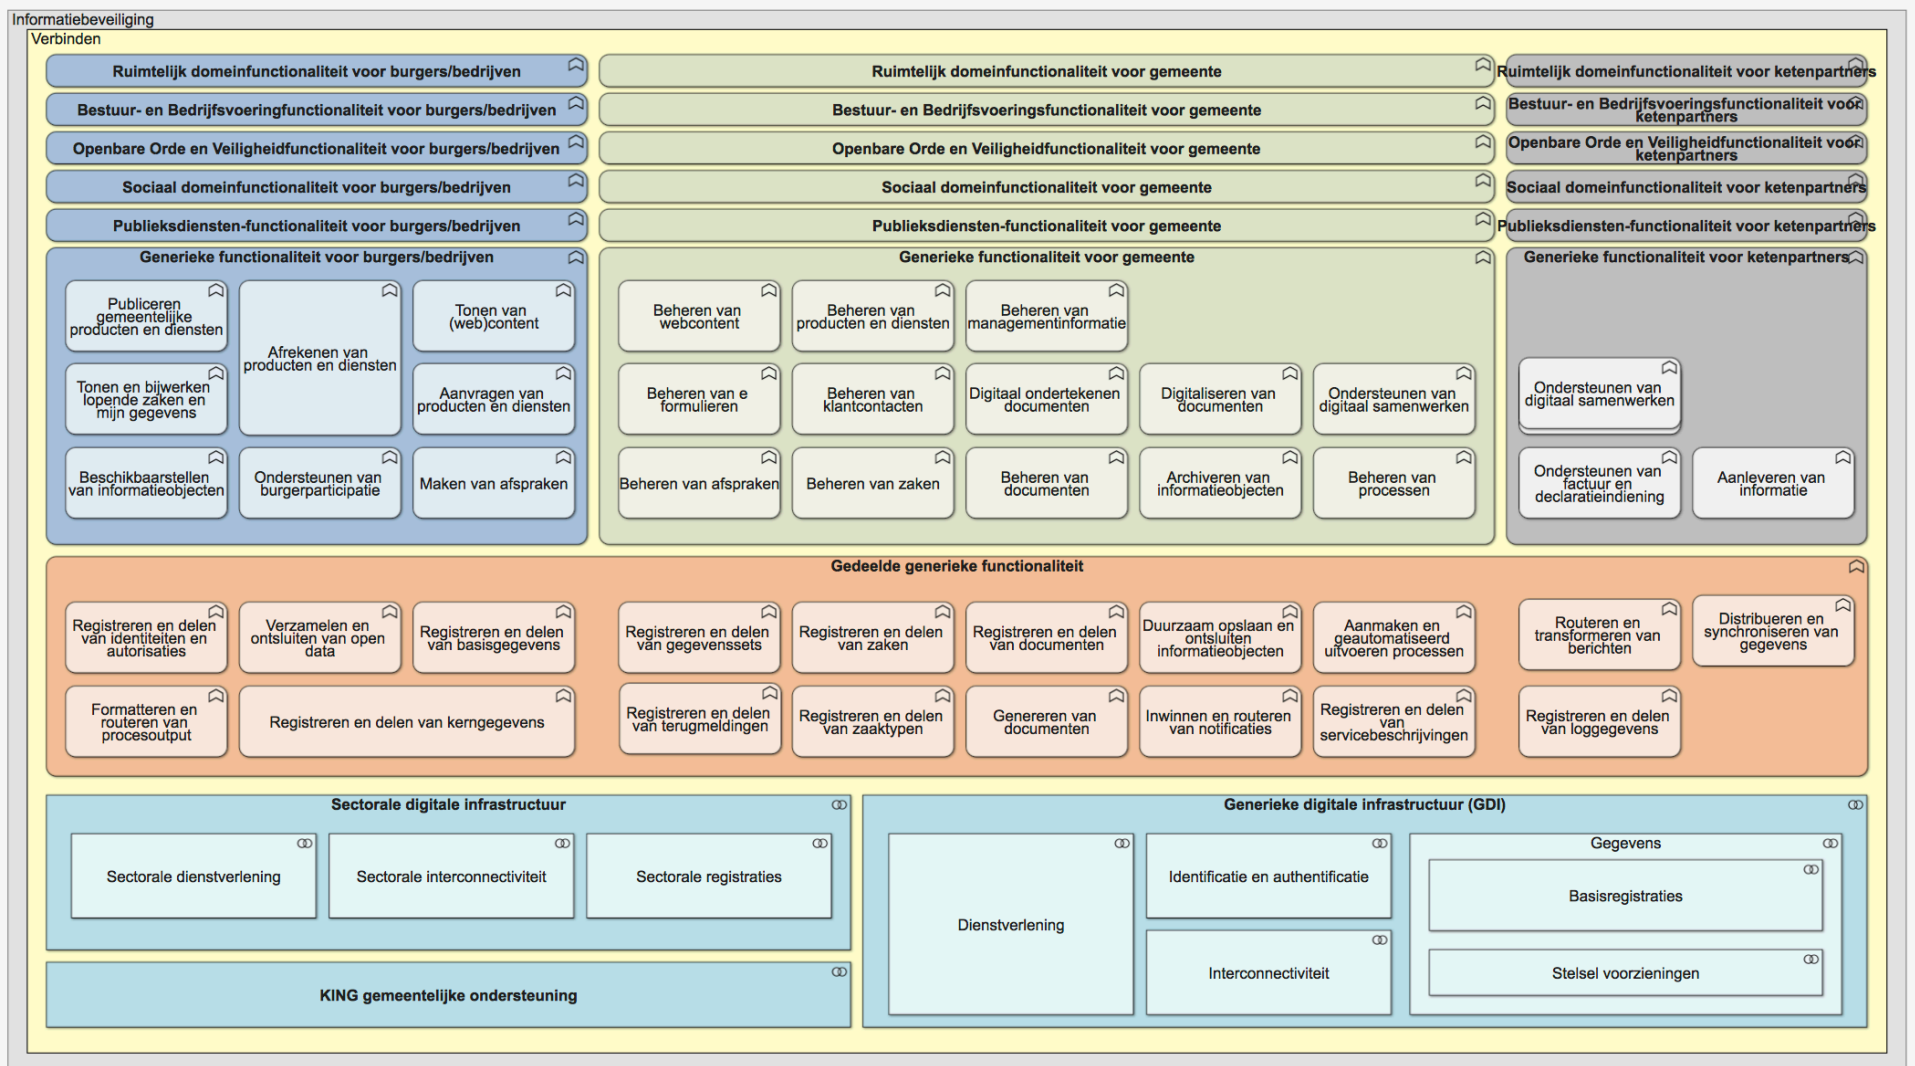 Informatiebeveiliging
Verbinden
Ruimtelijk domeinfunctionaliteit voor burgers/bedrijven
Ruimtelijk domeinfunctionaliteit voor gemeente
Ruimtelijk domeinfunctionaliteit voor ketenpartners
Bestuur- en Bedrijfsvoeringfunctionaliteit voor burgers/bedrijven
Bestuur- en Bedrijfsvoeringsfunctionaliteit voor gemeente
Bestuur- en Bedrijfsvoeringsfunctionaliteit voor
ketenpartners
Openbare Orde en Veiligheidfunctionaliteit voor burgers/bedrijven
Openbare Orde en Veiligheidfunctionaliteit voor gemeente
Openbare Orde en Veiligheidfunctionaliteit voor
ketenpartners
Sociaal domeinfunctionaliteit voor burgers/bedrijven
Sociaal domeinfunctionaliteit voor gemeente
Sociaal domeinfunctionaliteit voor ketenpartners
Publieksdiensten-functionaliteit voor burgers/bedrijven
Publieksdiensten-functionaliteit voor gemeente
Publieksdiensten-functionaliteit voor ketenpartners
Generieke functionaliteit voor burgers/bedrijven
Publiceren
gemeentelijke
producten en diensten
Afrekenen van
producten en diensten
Tonen van
(web)content
Tonen en bijwerken
lopende zaken en
mijn gegevens
Aanvragen van
producten en diensten
Beschikbaarstellen
van informatieobjecten
Ondersteunen van
burgerparticipatie
Maken van afspraken
Generieke functionaliteit voor gemeente
Beheren van
webcontent
Beheren van
producten en diensten
Beheren van
managementinformatie
Beheren van e
formulieren
Beheren van
klantcontacten
Digitaal ondertekenen
documenten
Digitaliseren van
documenten
Ondersteunen van
digitaal samenwerken
Beheren van afspraken
Beheren van zaken
Beheren van
documenten
Archiveren van
informatieobjecten
Beheren van
processen
Generieke functionaliteit voor ketenpartners
Ondersteunen van
digitaal samenwerken
Ondersteunen van
factuur en
declaratieindiening
Aanleveren van
informatie
Gedeelde generieke functionaliteit
Registreren en delen
van identiteiten en
autorisaties
Verzamelen en
ontsluiten van open
data
Registreren en delen
van basisgegevens
Registreren en delen
van gegevenssets
Registreren en delen
van zaken
Registreren en delen
van documenten
Duurzaam opslaan en
ontsluiten
informatieobjecten
Aanmaken en
geautomatiseerd
uitvoeren processen
Routeren en
transformeren van
berichten
Distribueren en
synchroniseren van
gegevens
Formatteren en
routeren van
procesoutput
Registreren en delen van kerngegevens
Registreren en delen
van terugmeldingen
Registreren en delen
van zaaktypen
Genereren van
documenten
Inwinnen en routeren
van notificaties
Registreren en delen
van
servicebeschrijvingen
Registreren en delen
van loggegevens
Sectorale digitale infrastructuur
Sectorale dienstverlening
Sectorale interconnectiviteit
Sectorale registraties
KING gemeentelijke ondersteuning
Generieke digitale infrastructuur (GDI)
Dienstverlening
Identificatie en authentificatie
Interconnectiviteit
Gegevens
Basisregistraties
Stelsel voorzieningen